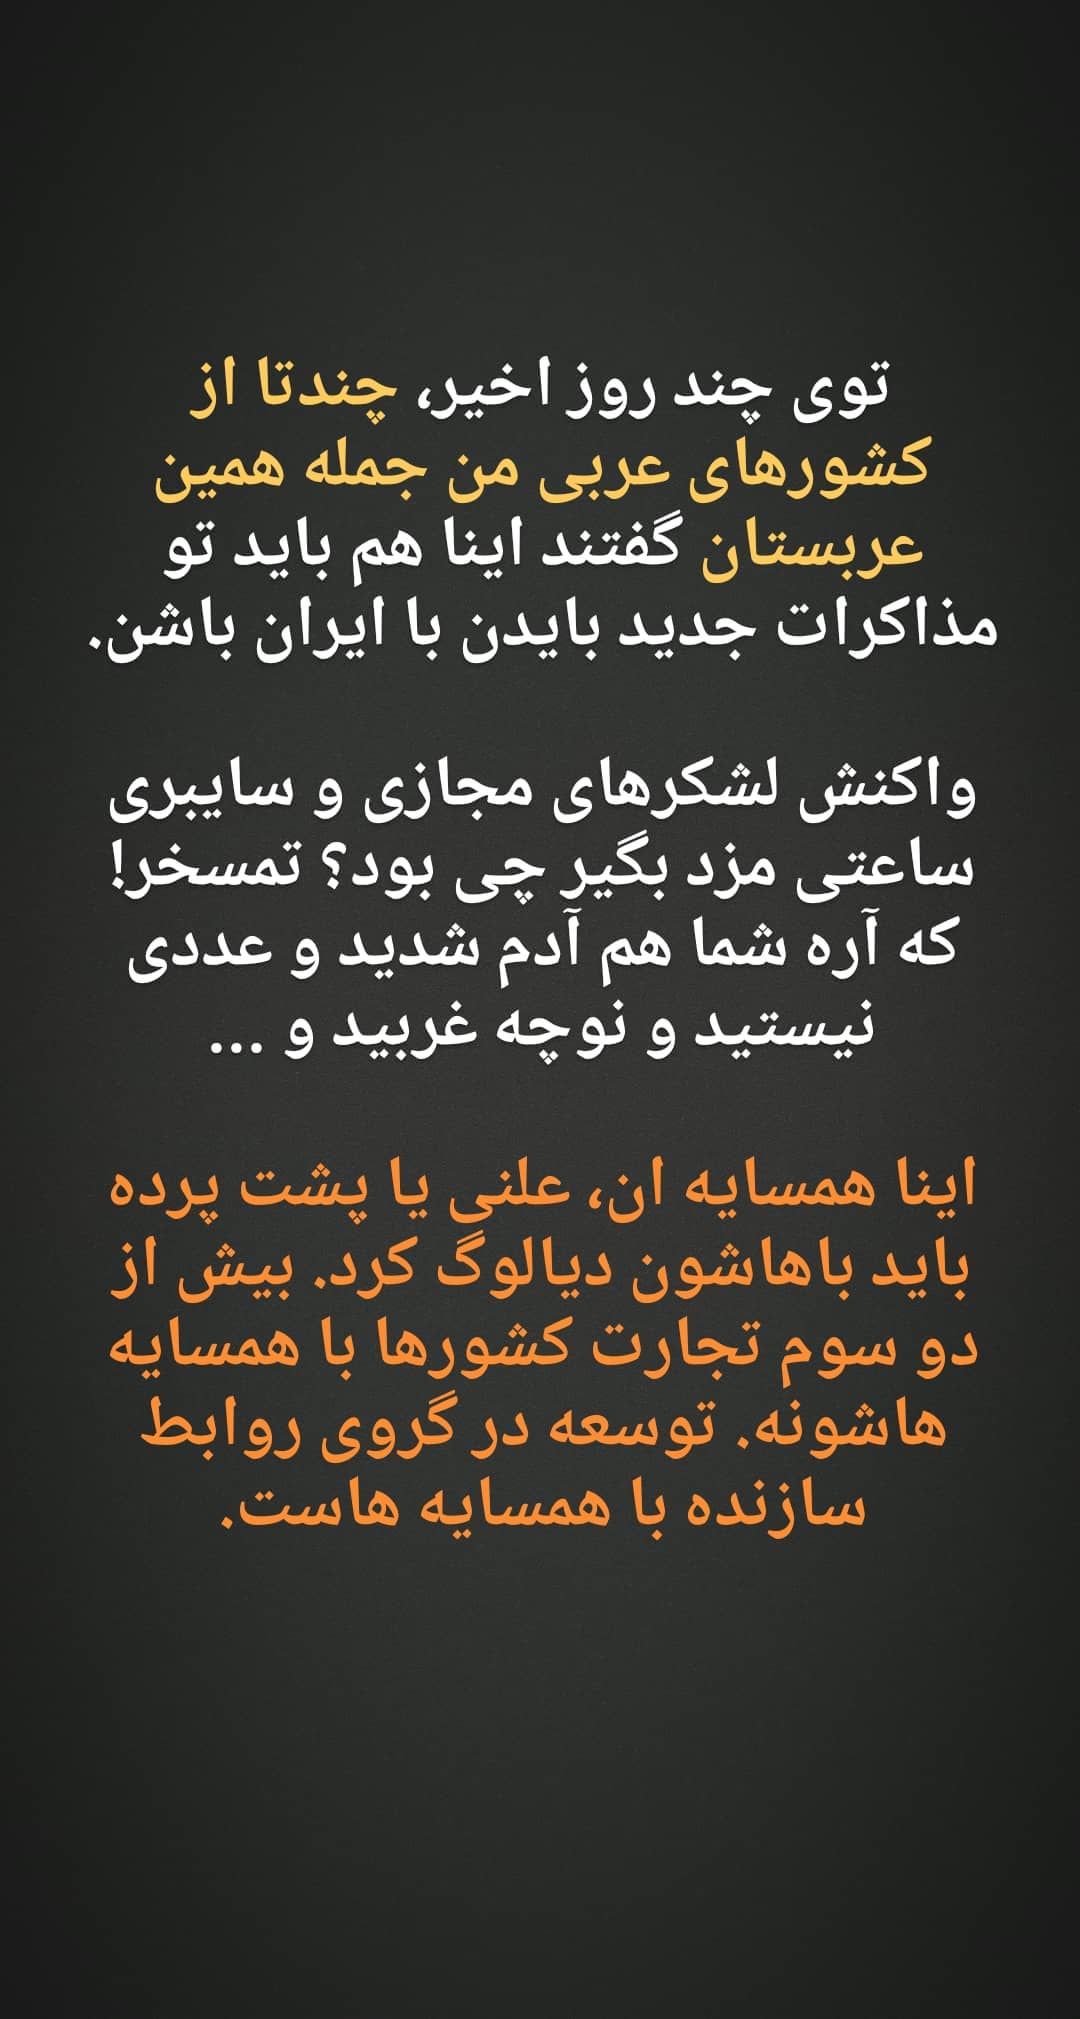 توی چند روز اخیر، چندتا از
کشورهای عربی من جمله همین
عربستان گفتند اینا هم باید تو
مذاکرات جدید بایدن با ایران باشن.
واکنش لشکرهای مجازی و سایبری
ساعتی مزد بگیر چی بود؟ تمسخر!
که آره شما هم آدم شدید و عددی
نیستید و نوچه غربید و ...
اینا همسایه ان، علنی یا پشت پرده
باید باهاشون دیالوگ کرد. بیش از
دو سوم تجارت کشورها با همسایه
هاشونه. توسعه در گروی روابط
سازنده با همسایه هاست.